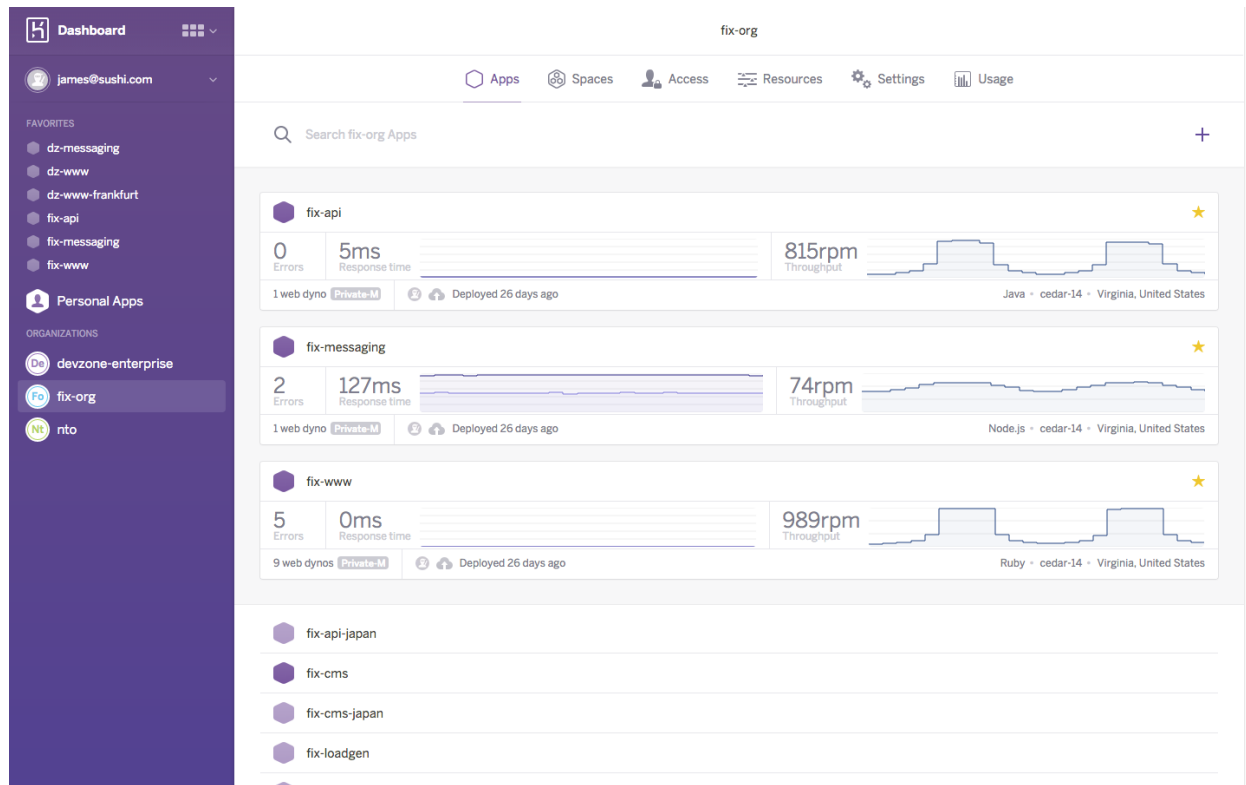 Dashboard
james@sushi.com
FAVORITES
dz-messaging
dz-www
dz-www-frankfurt
fix-api
fix-messaging
fix-www
Personal Apps
ORGANIZATIONS
De devzone-enterprise
Fo fix-org
Nt nto
fix-org
Apps Spaces Access Resources Settings Usage
Search fix-org Apps +
fix-api
0 5ms 815rpm
Errors Response time Throughput
1 web dyno Private-M Deployed 26 days ago Java • cedar-14 • Virginia, United States
fix-messaging
2 127ms 74rpm
Errors Response time Throughput
1 web dyno Private-M Deployed 26 days ago Node.js • cedar-14 • Virginia, United States
fix-www
5 0ms 989rpm
Errors Response time Throughput
9 web dynos Private-M Deployed 26 days ago Ruby • cedar-14 • Virginia, United States
fix-api-japan
fix-cms
fix-cms-japan
fix-loadgen